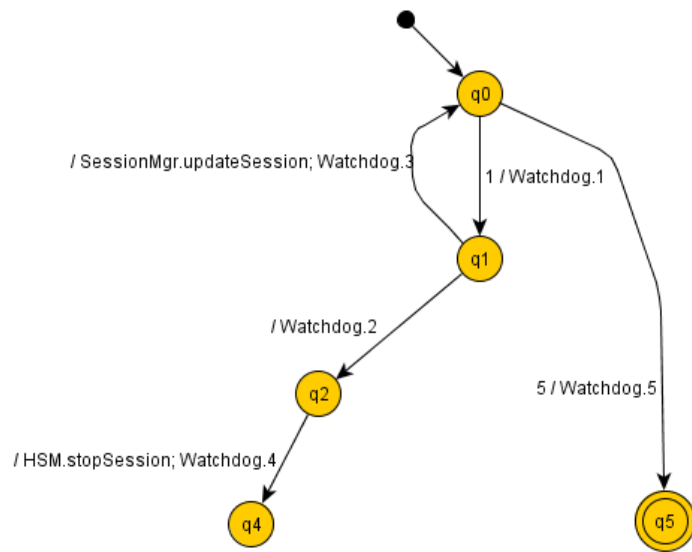 q0
/ SessionMgr.updateSession; Watchdog.3
1 / Watchdog.1
q1
/ Watchdog.2
5 / Watchdog.5
q2
/ HSM.stopSession; Watchdog.4
q4
q5